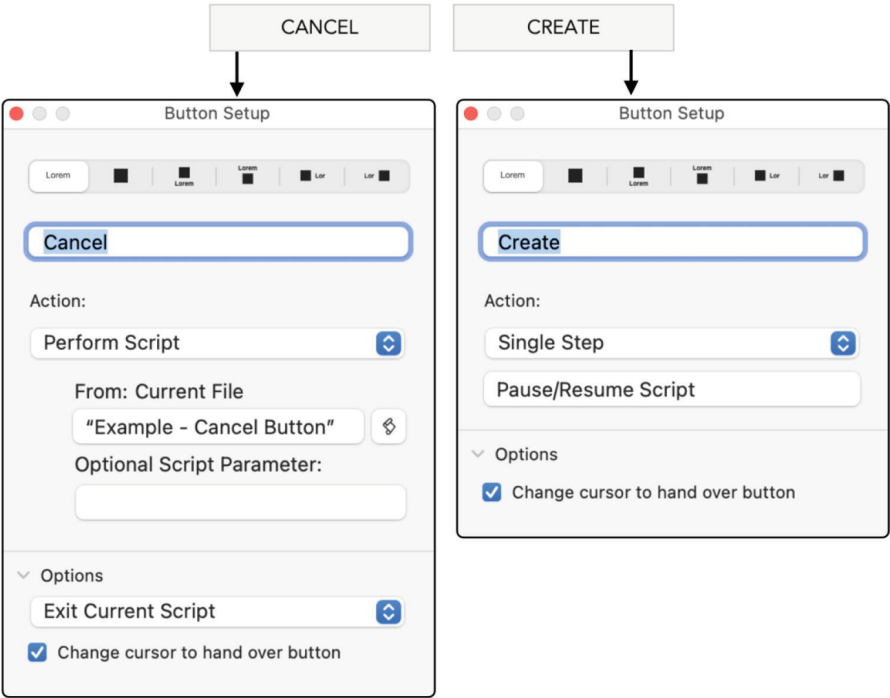 CANCEL
CREATE
Button Setup
Lorem
Lorem
Lorem
Lor
Lor
Cancel
Action:
Perform Script
From: Current File
“Example - Cancel Button”
Optional Script Parameter:
Options
Exit Current Script
Change cursor to hand over button
Button Setup
Lorem
Lorem
Lorem
Lor
Lor
Create
Action:
Single Step
Pause/Resume Script
Options
Change cursor to hand over button